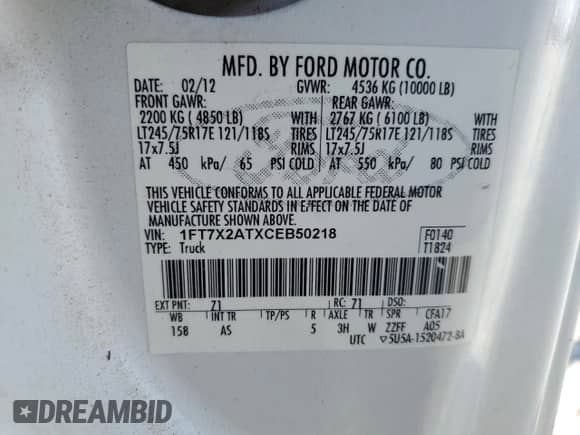 MFD. BY FORD MOTOR CO.
DATE: 02/12 GVWR: 4536 KG (10000 LB)
FRONT GAWR: REAR GAWR:
2200 KG ( 4850 LB) WITH 2767 KG ( 6100 LB) WITH
LT245/75R17E 121/118S TIRES LT245/75R17E 121/118S TIRES
17x7.5J RIMS 17x7.5J RIMS
AT 450 kPa/ 65 PSI COLD AT 550 kPa/ 80 PSI COLD
Ford
THIS VEHICLE CONFORMS TO ALL APPLICABLE FEDERAL MOTOR
VEHICLE SAFETY STANDARDS IN EFFECT ON THE DATE OF
MANUFACTURE SHOWN ABOVE.
VIN: 1FT7X2ATXCEB50218 F0140
TYPE: Truck T1824
EXT PNT: 71 RC: 71 DSO:
WB INT TR TP/PS R AXLE TR SPR CFA17
158 AS 5 3H W ZZFF A05
UTC ▽5U5A-1520472-BA
DREAMBID